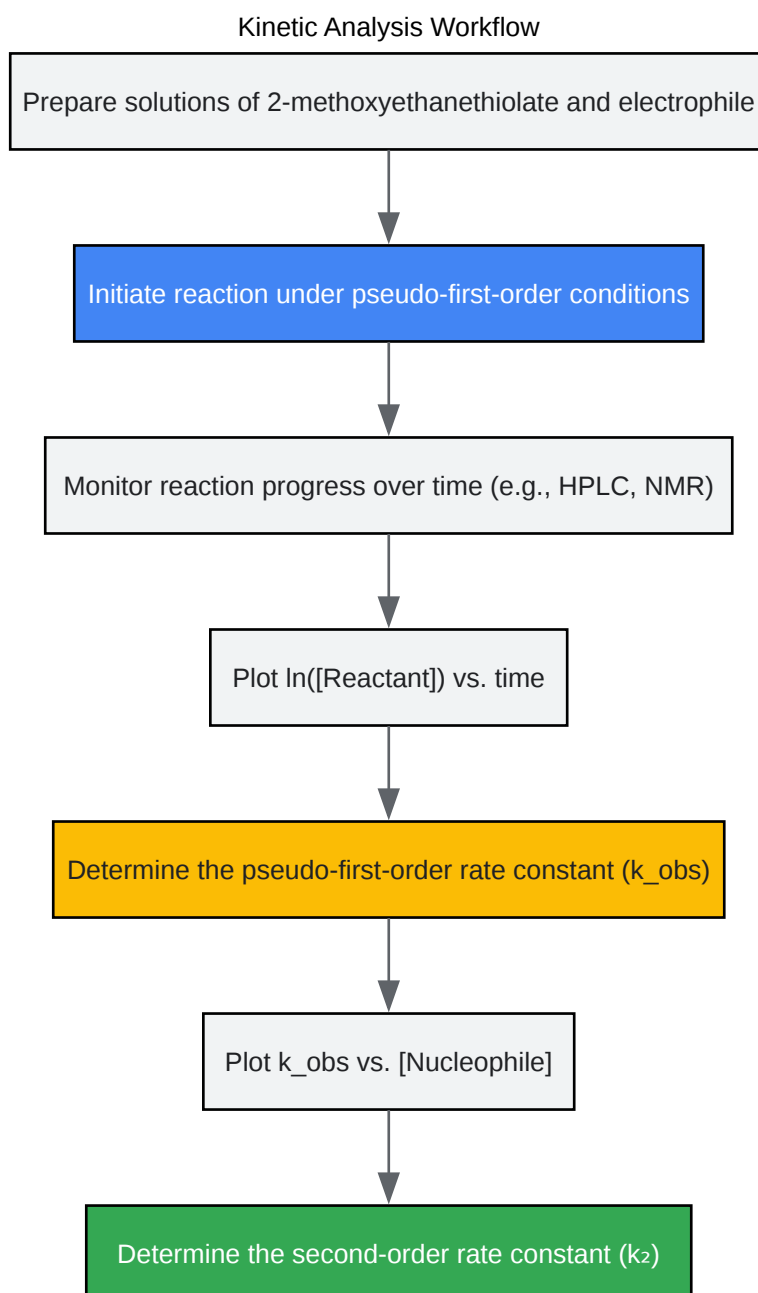 Kinetic Analysis Workflow
Prepare solutions of 2-methoxyethanethiolate and electrophile
Initiate reaction under pseudo-first-order conditions
Monitor reaction progress over time (e.g., HPLC, NMR)
Plot ln([Reactant]) vs. time
Determine the pseudo-first-order rate constant (k_obs)
Plot k_obs vs. [Nucleophile]
Determine the second-order rate constant (k₂)